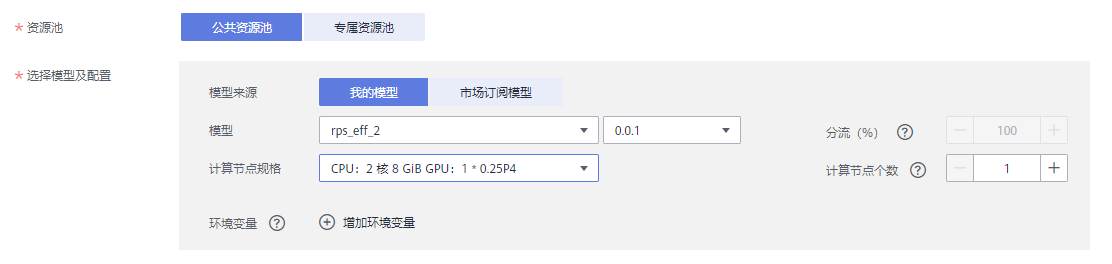 * 资源池 公共资源池 专属资源池
* 选择模型及配置
模型来源 我的模型 市场订阅模型
模型 rps_eff_2 0.0.1 分流（%） ? 100
计算节点规格 CPU：2 核 8 GiB GPU：1 * 0.25P4 计算节点个数 ? 1
环境变量 ? 增加环境变量